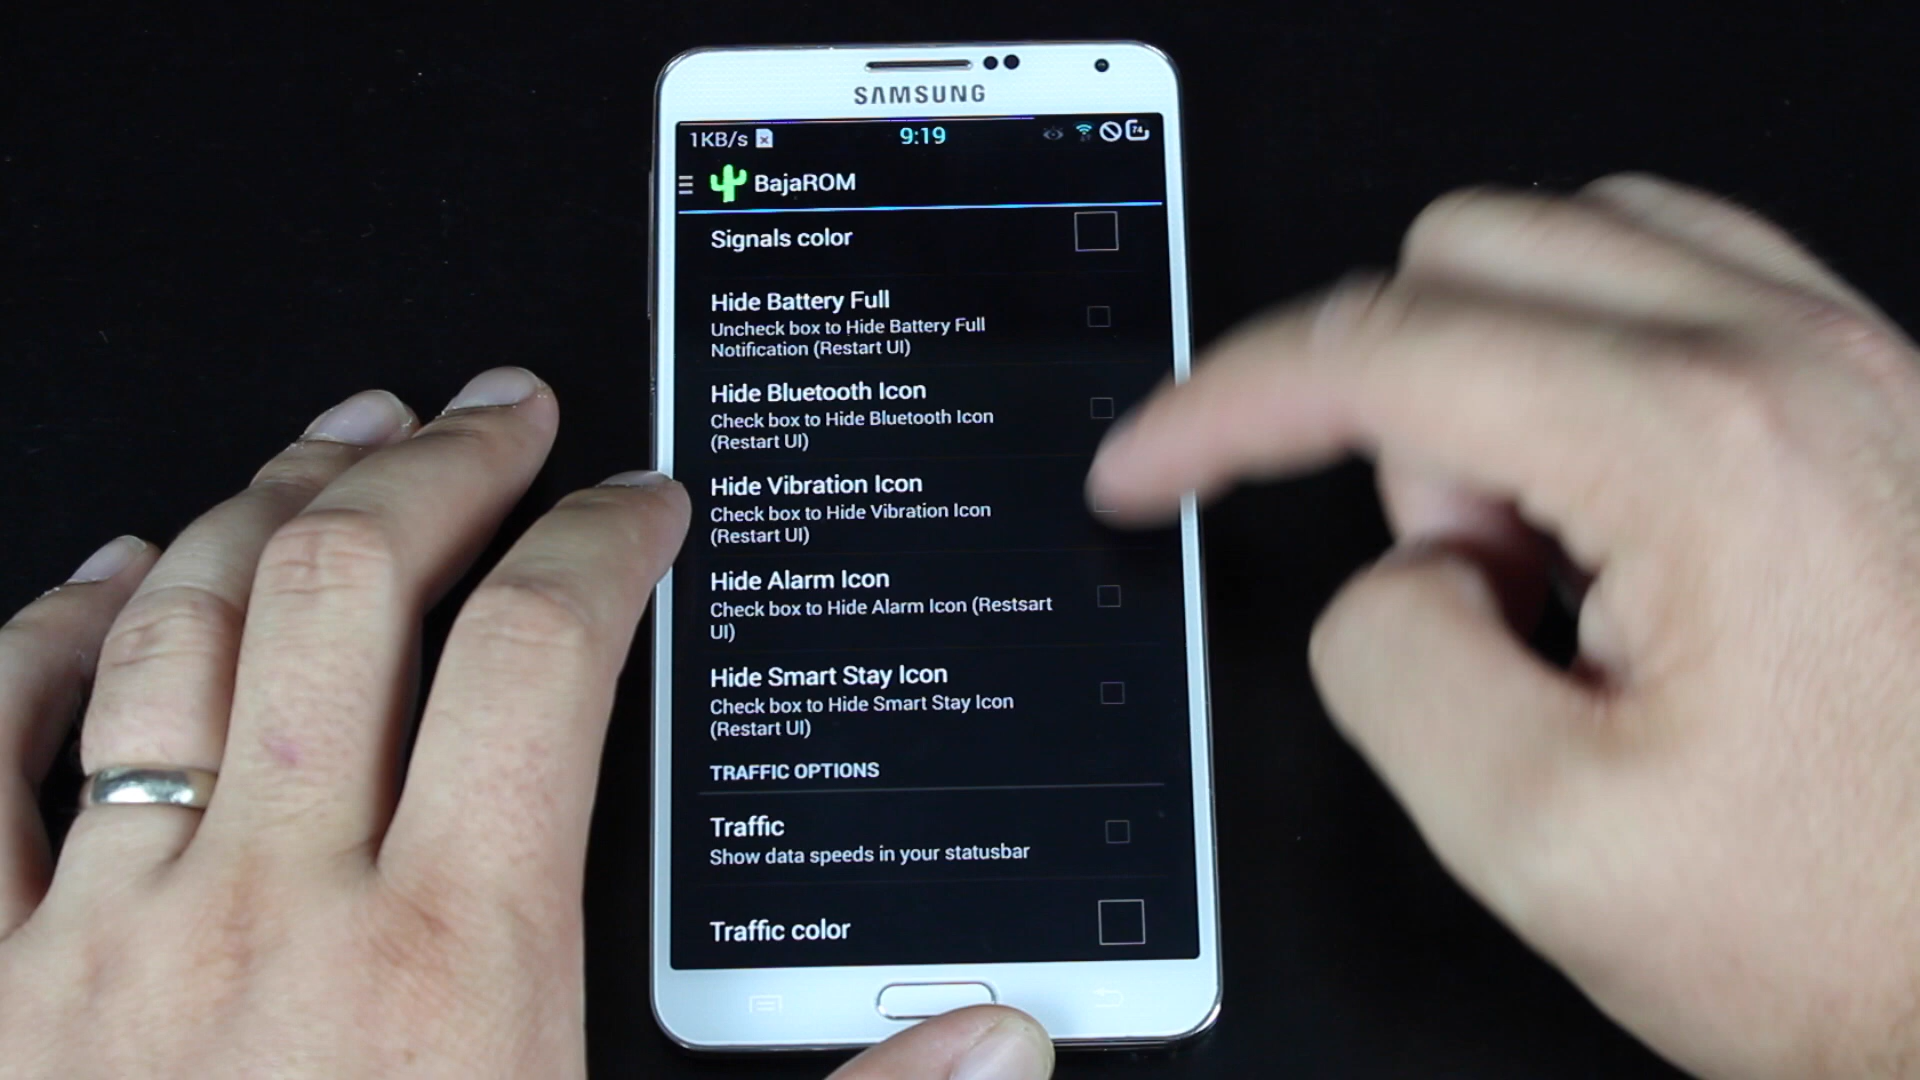 SAMSUNG
1KB/s
9:19
74
BajaROM
Signals color
Hide Battery Full
Uncheck box to Hide Battery Full
Notification (Restart UI)
Hide Bluetooth Icon
Check box to Hide Bluetooth Icon
(Restart UI)
Hide Vibration Icon
Check box to Hide Vibration Icon
(Restart UI)
Hide Alarm Icon
Check box to Hide Alarm Icon (Restsart
UI)
Hide Smart Stay Icon
Check box to Hide Smart Stay Icon
(Restart UI)
TRAFFIC OPTIONS
Traffic
Show data speeds in your statusbar
Traffic color